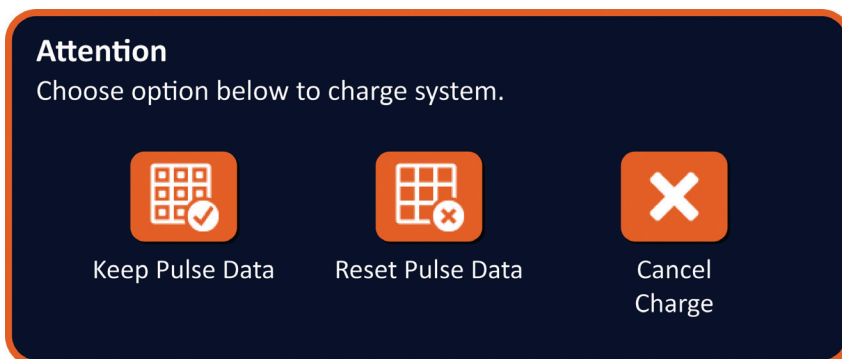 Attention
Choose option below to charge system.
Keep Pulse Data
Reset Pulse Data
Cancel
Charge